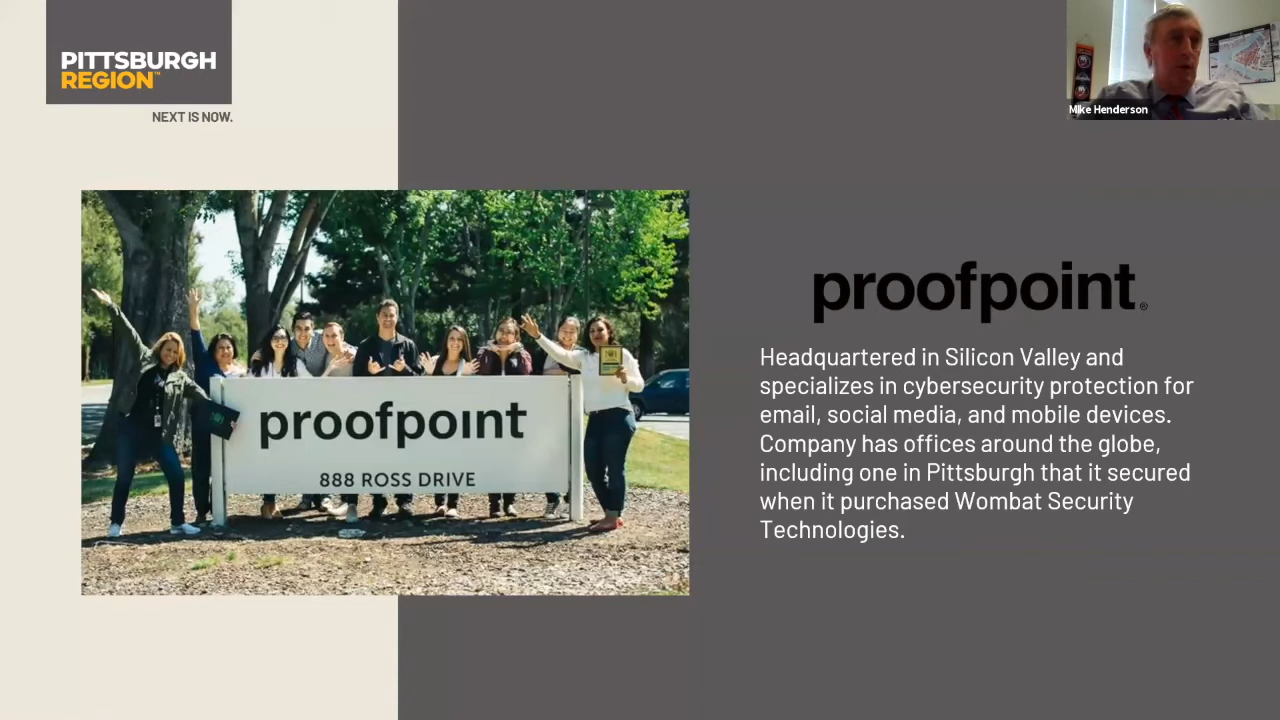 PITTSBURGH
REGION™
NEXT IS NOW.
Mike Henderson
proofpoint
888 ROSS DRIVE
proofpoint®
Headquartered in Silicon Valley and
specializes in cybersecurity protection for
email, social media, and mobile devices.
Company has offices around the globe,
including one in Pittsburgh that it secured
when it purchased Wombat Security
Technologies.